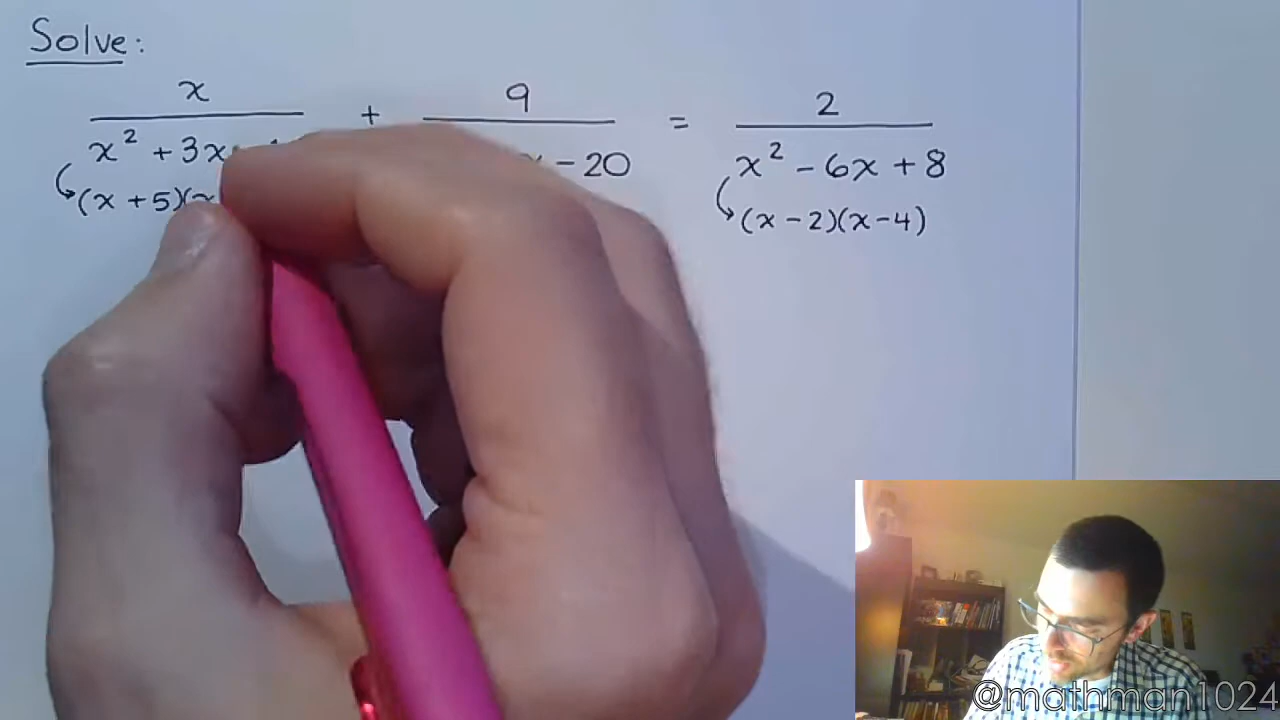 Solve:
x + 9 = 2
x² + 3x - 20 x² - 6x + 8
(x + 5)( (x - 2)(x - 4)
@mathman1024